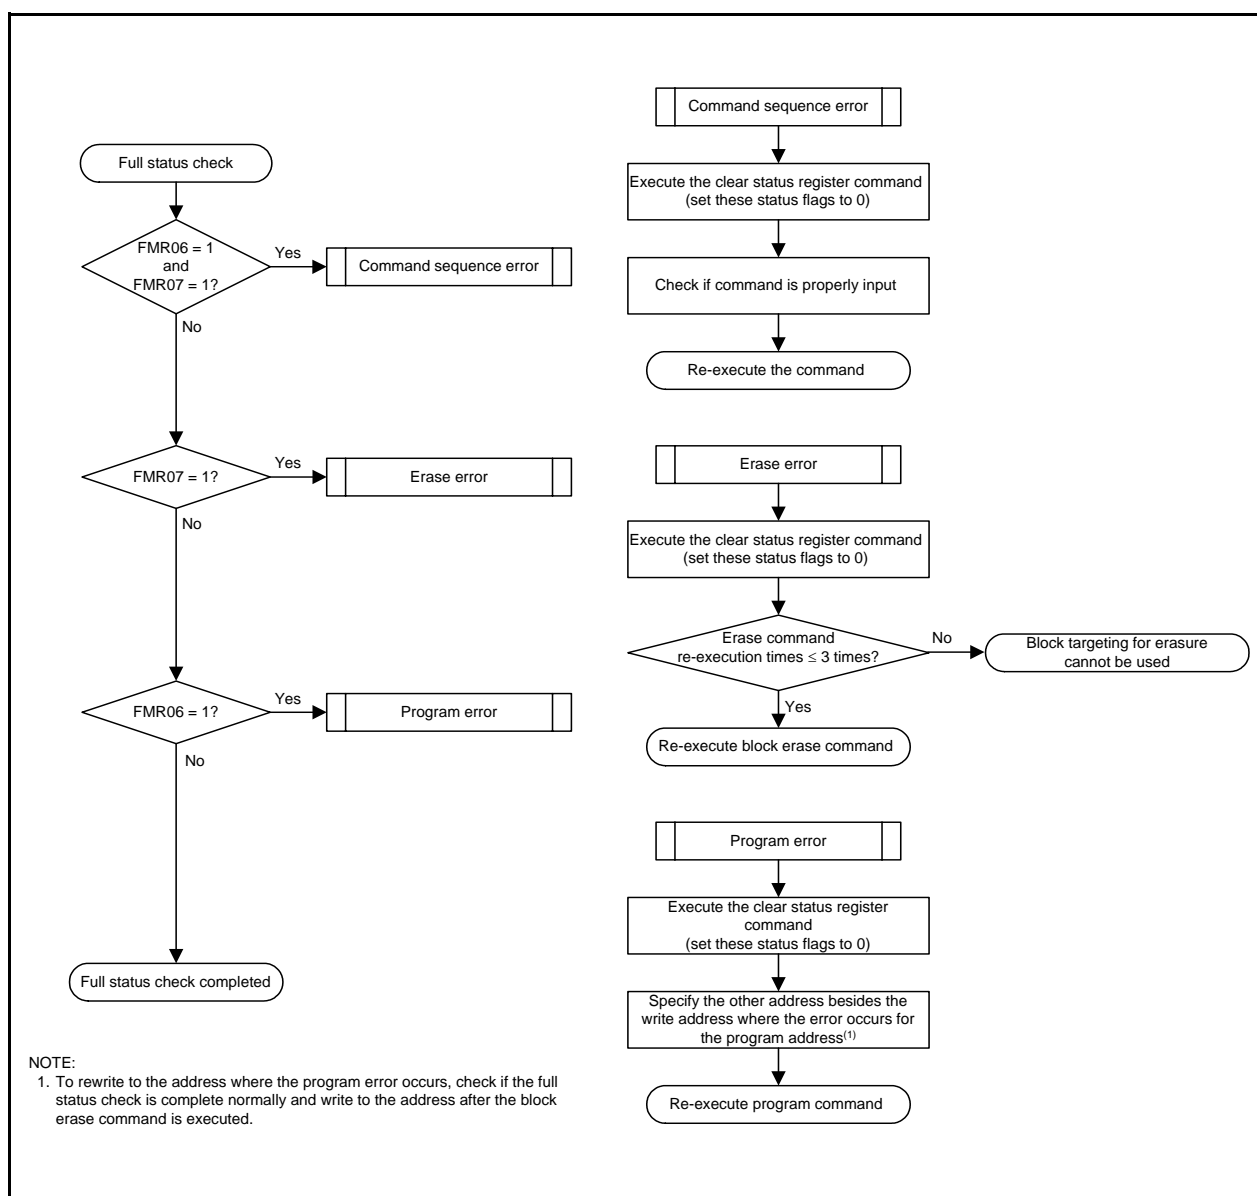 Full status check
FMR06 = 1
and
FMR07 = 1?
Yes
Command sequence error
No
FMR07 = 1?
Yes
Erase error
No
FMR06 = 1?
Yes
Program error
No
Full status check completed
Command sequence error
Execute the clear status register command
(set these status flags to 0)
Check if command is properly input
Re-execute the command
Erase error
Execute the clear status register command
(set these status flags to 0)
Erase command
re-execution times ≤ 3 times?
No
Block targeting for erasure
cannot be used
Yes
Re-execute block erase command
Program error
Execute the clear status register
command
(set these status flags to 0)
Specify the other address besides the
write address where the error occurs for
the program address(1)
Re-execute program command
NOTE:
1. To rewrite to the address where the program error occurs, check if the full
status check is complete normally and write to the address after the block
erase command is executed.